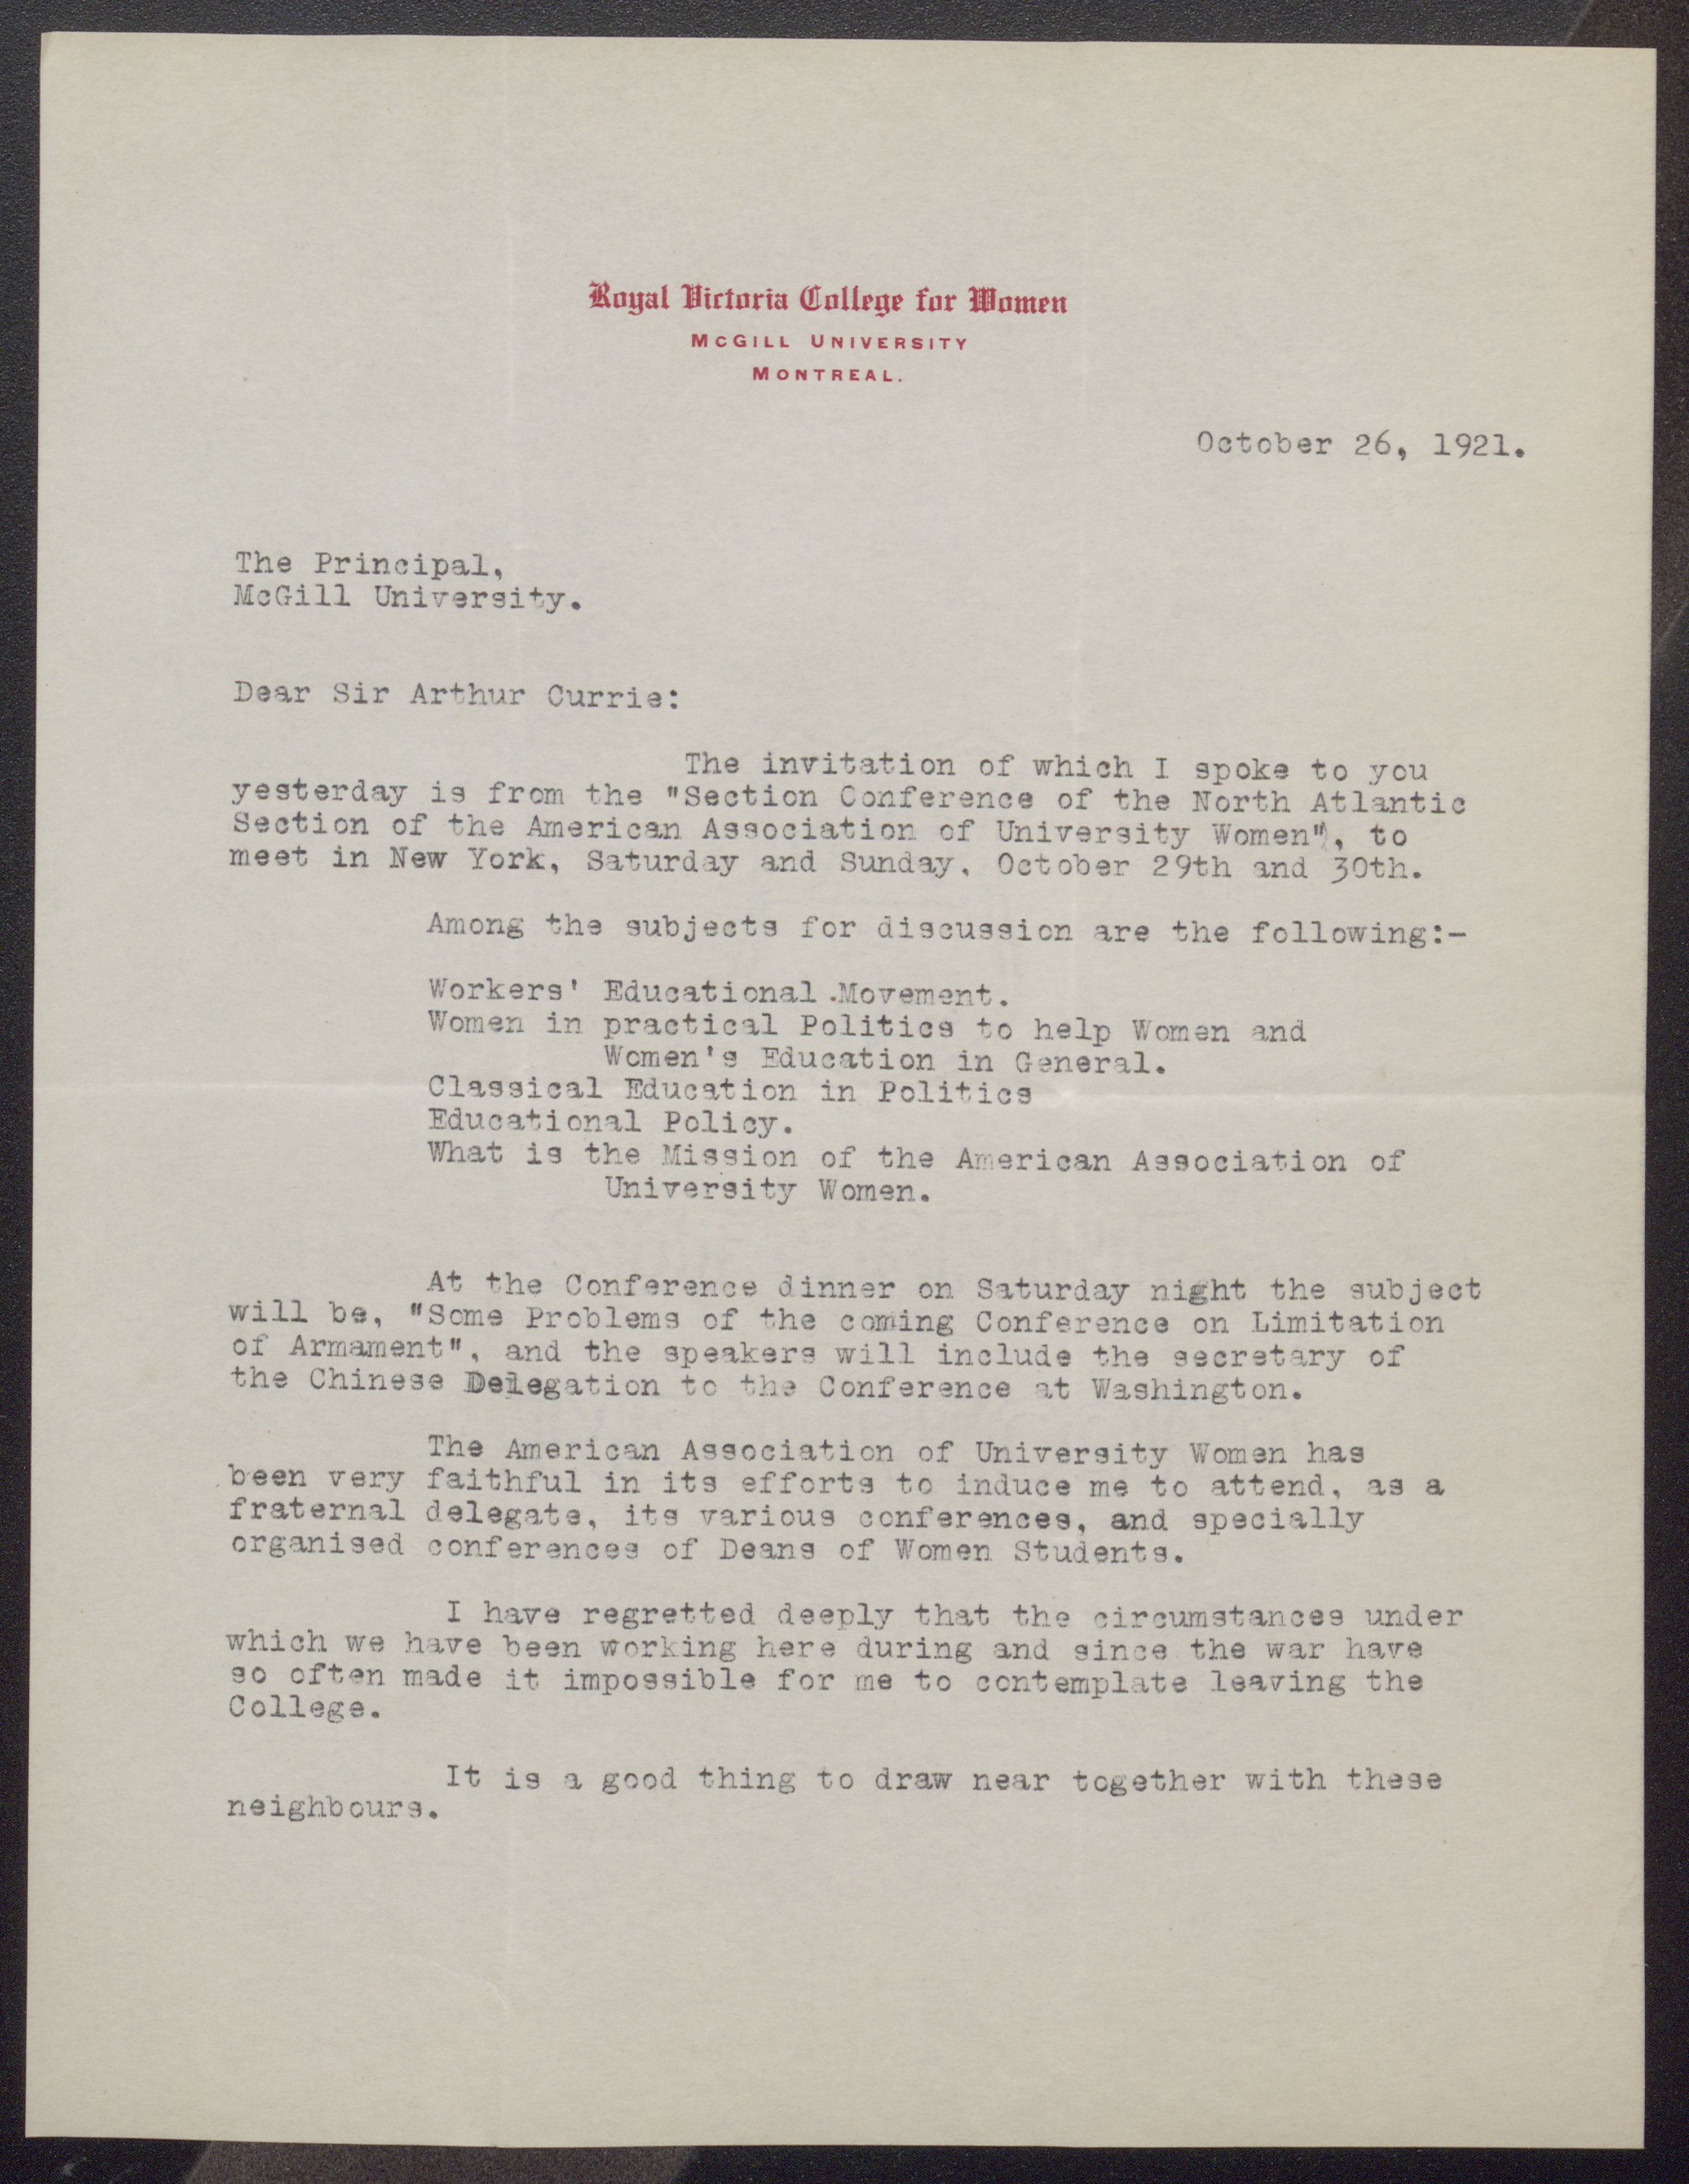 Royal Victoria College for Women
McGILL UNIVERSITY
MONTREAL.
October 26, 1921.
The Principal,
McGill University.
Dear Sir Arthur Currie:
The invitation of which I spoke to you
yesterday is from the "Section Conference of the North Atlantic
Section of the American Association of University Women", to
meet in New York, Saturday and Sunday, October 29th and 30th.
Among the subjects for discussion are the following:-
Workers' Educational .Movement.
Women in practical Politics to help Women and
Women's Education in General.
Classical Education in Politics
Educational Policy.
What is the Mission of the American Association of
University Women.
At the Conference dinner on Saturday night the subject
will be, "Some Problems of the coming Conference on Limitation
of Armament", and the speakers will include the secretary of
the Chinese Delegation to the Conference at Washington.
The American Association of University Women has
been very faithful in its efforts to induce me to attend, as a
fraternal delegate, its various conferences, and specially
organised conferences of Deans of Women Students.
I have regretted deeply that the circumstances under
which we have been working here during and since the war have
so often made it impossible for me to contemplate leaving the
College.
It is a good thing to draw near together with these
neighbours.